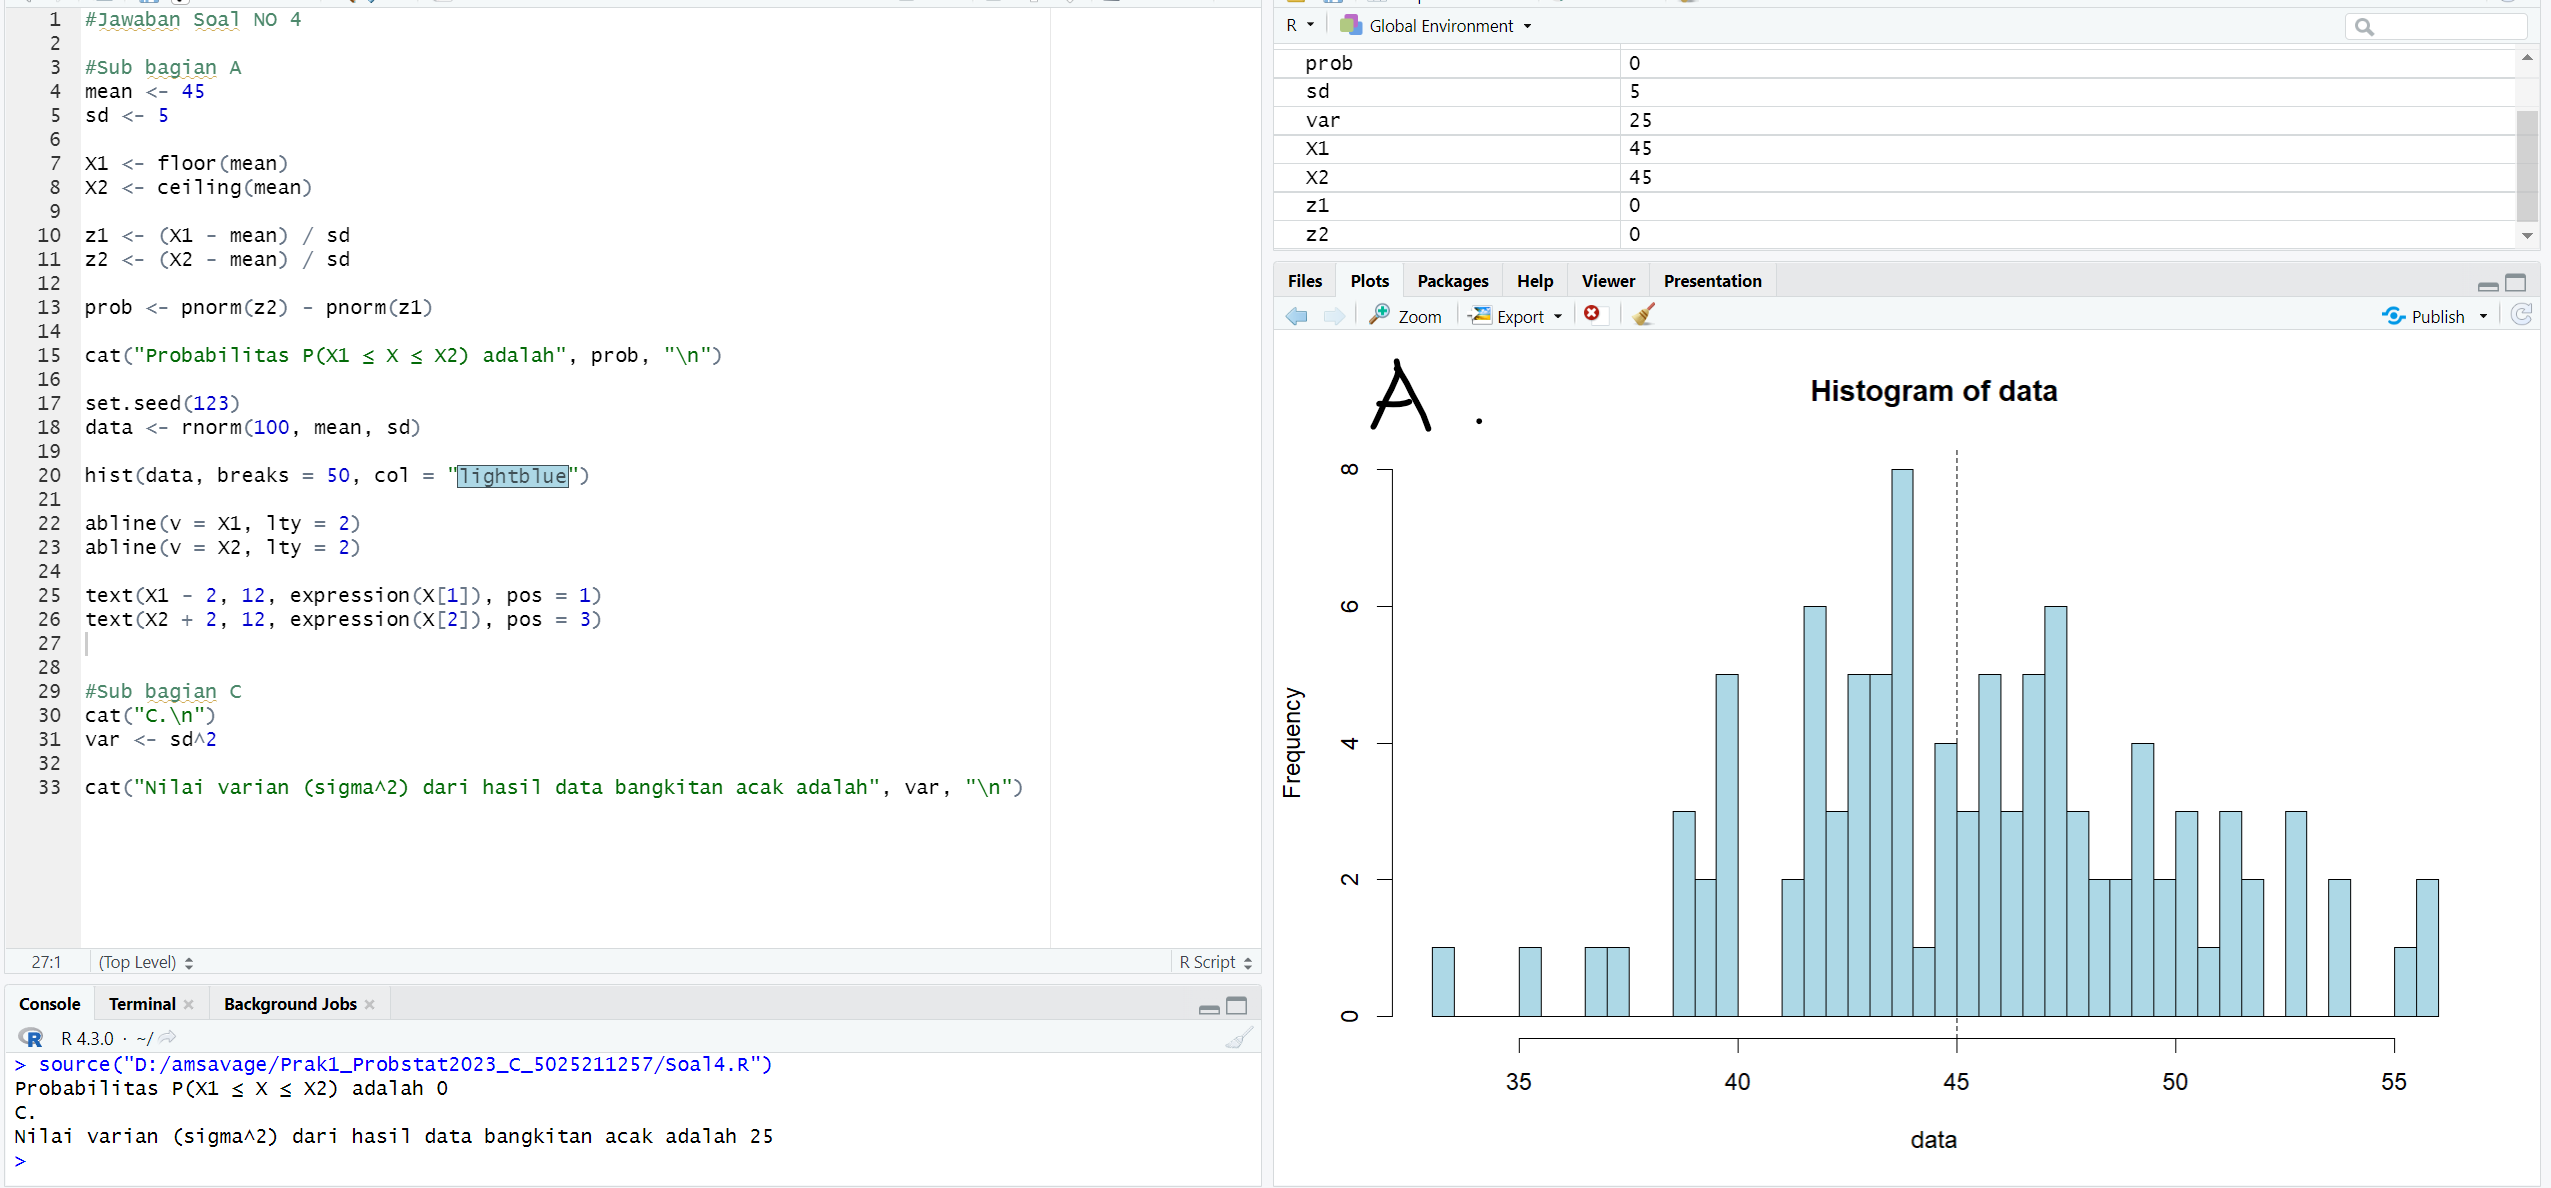 1 #Jawaban Soal NO 4
2
3 #Sub bagian A
4 mean <- 45
5 sd <- 5
6
7 X1 <- floor(mean)
8 X2 <- ceiling(mean)
9
10 z1 <- (X1 - mean) / sd
11 z2 <- (X2 - mean) / sd
12
13 prob <- pnorm(z2) - pnorm(z1)
14
15 cat("Probabilitas P(X1 ≤ X ≤ X2) adalah", prob, "\n")
16
17 set.seed(123)
18 data <- rnorm(100, mean, sd)
19
20 hist(data, breaks = 50, col = "lightblue")
21
22 abline(v = X1, lty = 2)
23 abline(v = X2, lty = 2)
24
25 text(X1 - 2, 12, expression(X[1]), pos = 1)
26 text(X2 + 2, 12, expression(X[2]), pos = 3)
27
28
29 #Sub bagian C
30 cat("C.\n")
31 var <- sd^2
32
33 cat("Nilai varian (sigma^2) dari hasil data bangkitan acak adalah", var, "\n")
27:1 (Top Level) R Script
Console Terminal Background Jobs
R R 4.3.0 · ~/
> source("D:/amsavage/Prak1_Probstat2023_C_5025211257/Soal4.R")
Probabilitas P(X1 ≤ X ≤ X2) adalah 0
C.
Nilai varian (sigma^2) dari hasil data bangkitan acak adalah 25
>
R Global Environment
prob 0
sd 5
var 25
X1 45
X2 45
z1 0
z2 0
Files Plots Packages Help Viewer Presentation
Zoom Export Publish
A .
Histogram of data
Frequency
8
6
4
2
0
35 40 45 50 55
data